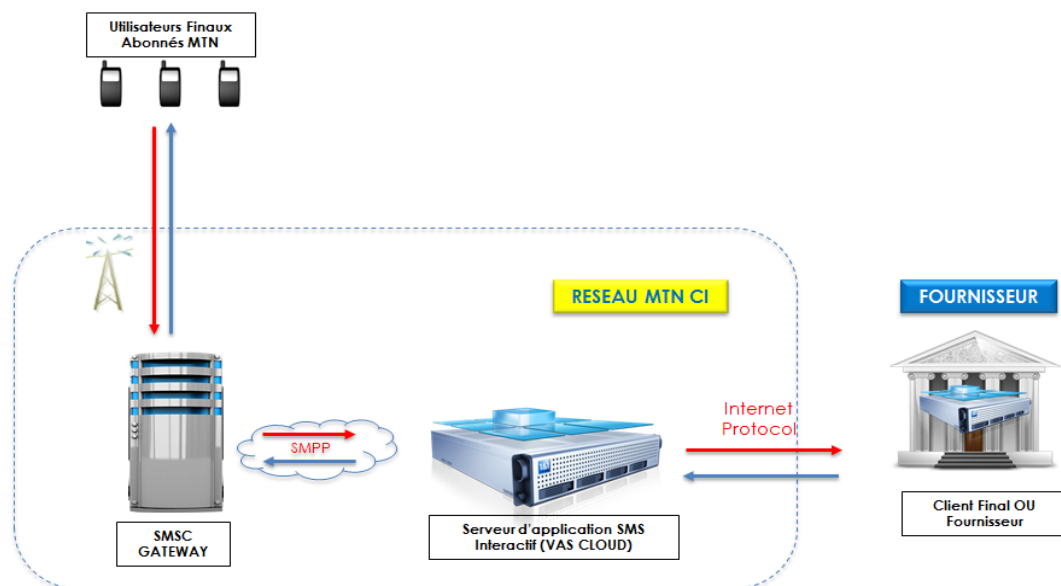 Utilisateurs Finaux
Abonnés MTN
RESEAU MTN CI
FOURNISSEUR
Internet
Protocol
SMPP
SMSC
GATEWAY
Serveur d'application SMS
Interactif (VAS CLOUD)
Client Final OU
Fournisseur